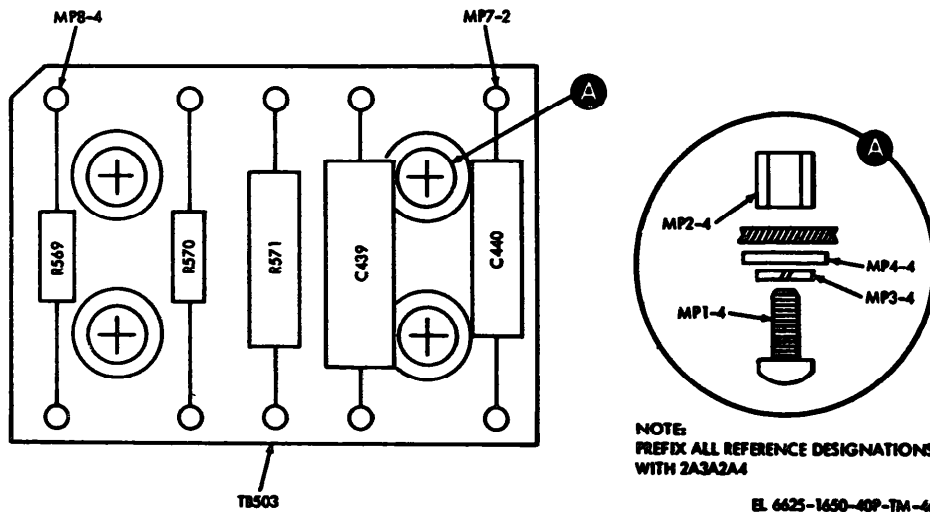 MP8-4
MP7-2
A
R569
R570
R571
C439
C440
TB503
A
MP2-4
MP4-4
MP3-4
MP1-4
NOTE:
PREFIX ALL REFERENCE DESIGNATIONS
WITH 2A3A2A4